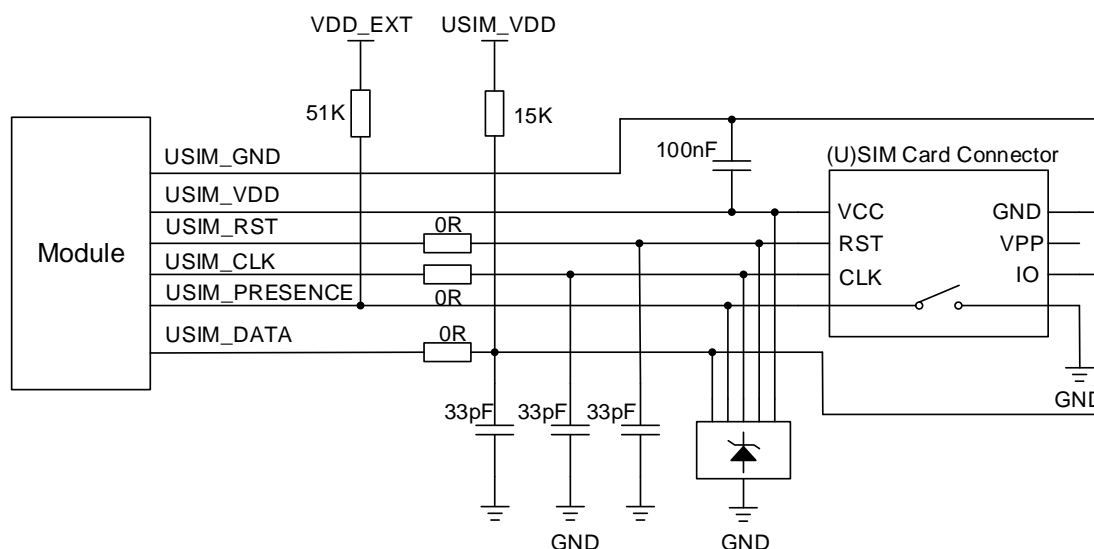 VDD_EXT USIM_VDD
51K 15K
USIM_GND 100nF (U)SIM Card Connector
USIM_VDD VCC GND
USIM_RST 0R RST VPP
Module
USIM_CLK CLK IO
USIM_PRESENCE 0R
USIM_DATA 0R
GND
33pF 33pF 33pF
GND GND